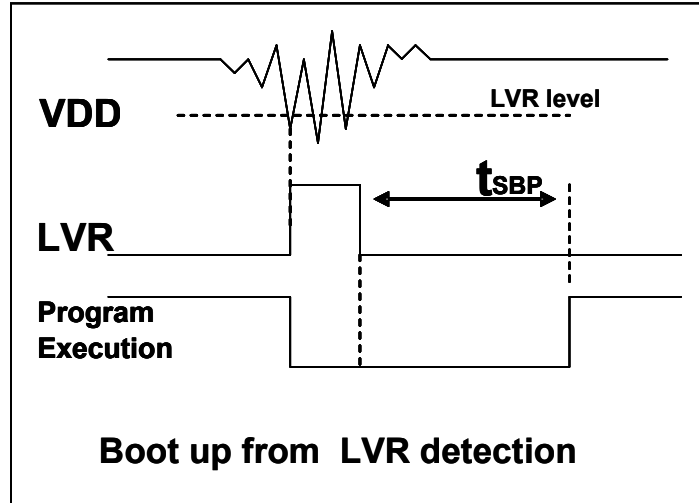 LVR level
VDD
tSBP
LVR
Program
Execution
Boot up from LVR detection